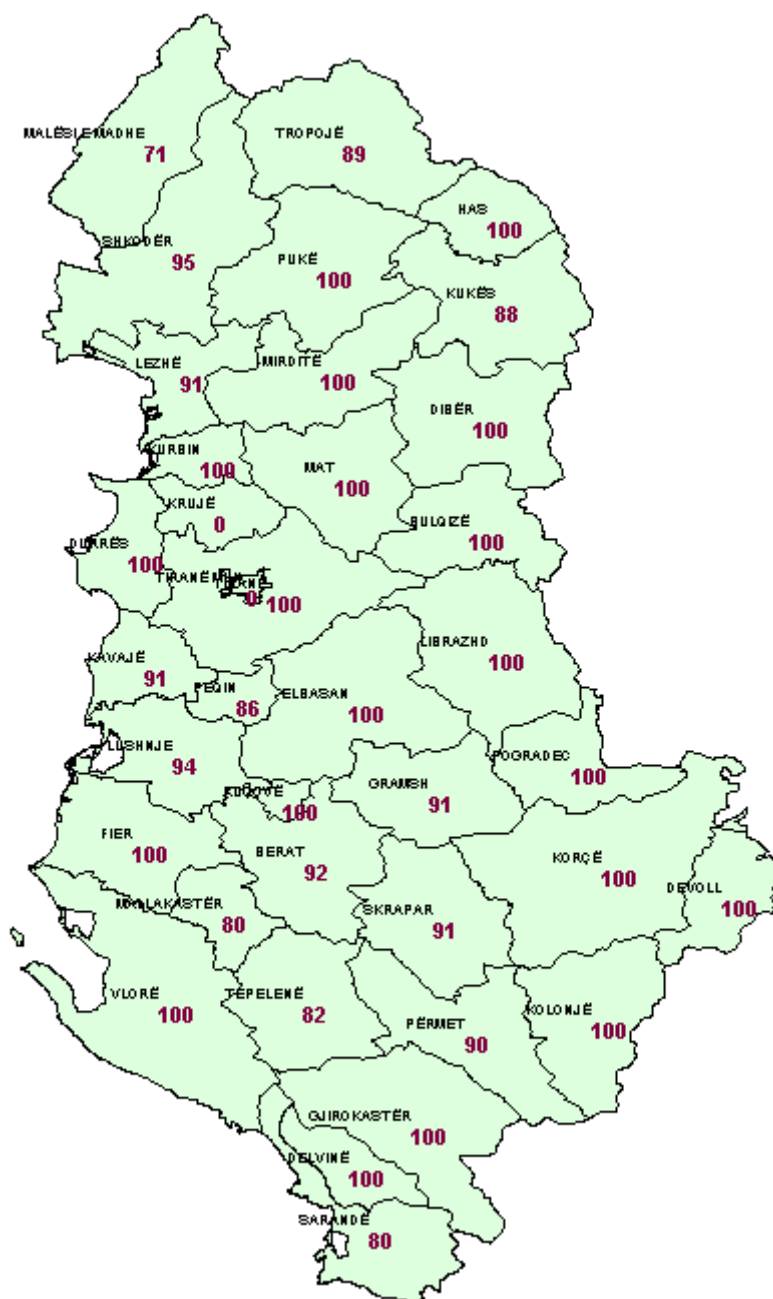 MALËSI E MADHE
71
TROPOJË
89
HAS
100
SHKODËR
95
PUKË
100
KUKËS
88
LEZHË
91
MIRDITË
100
DIBËR
100
KURBIN
100
MAT
100
KRUJË
0
BULQIZË
100
DURRËS
100
0
100
LIBRAZHD
100
KAVAJË
91
PEQIN
86
ELBASAN
100
LUSHNJE
94
POGRADEC
100
GRAMSH
91
KUÇOVË
100
FIER
100
BERAT
92
KORÇË
100
DEVOLL
100
MALLAKASTËR
80
SKRAPAR
91
VLORË
100
TEPELENË
82
PËRMET
90
KOLONJË
100
GJIROKASTËR
100
DELVINË
100
SARANDË
80